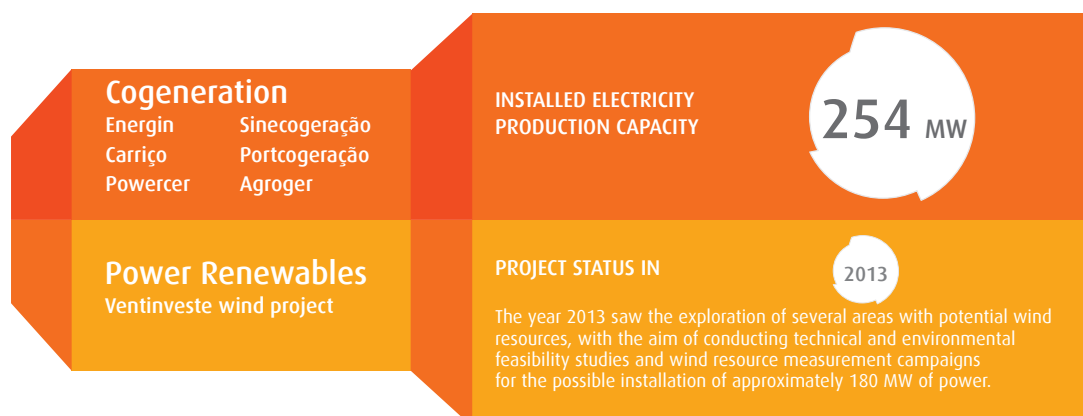 Cogeneration
Energin Sinecogeração
Carriço Portcogeração
Powercer Agroger
INSTALLED ELECTRICITY
PRODUCTION CAPACITY
254 MW
Power Renewables
Ventinveste wind project
PROJECT STATUS IN
2013
The year 2013 saw the exploration of several areas with potential wind
resources, with the aim of conducting technical and environmental
feasibility studies and wind resource measurement campaigns
for the possible installation of approximately 180 MW of power.